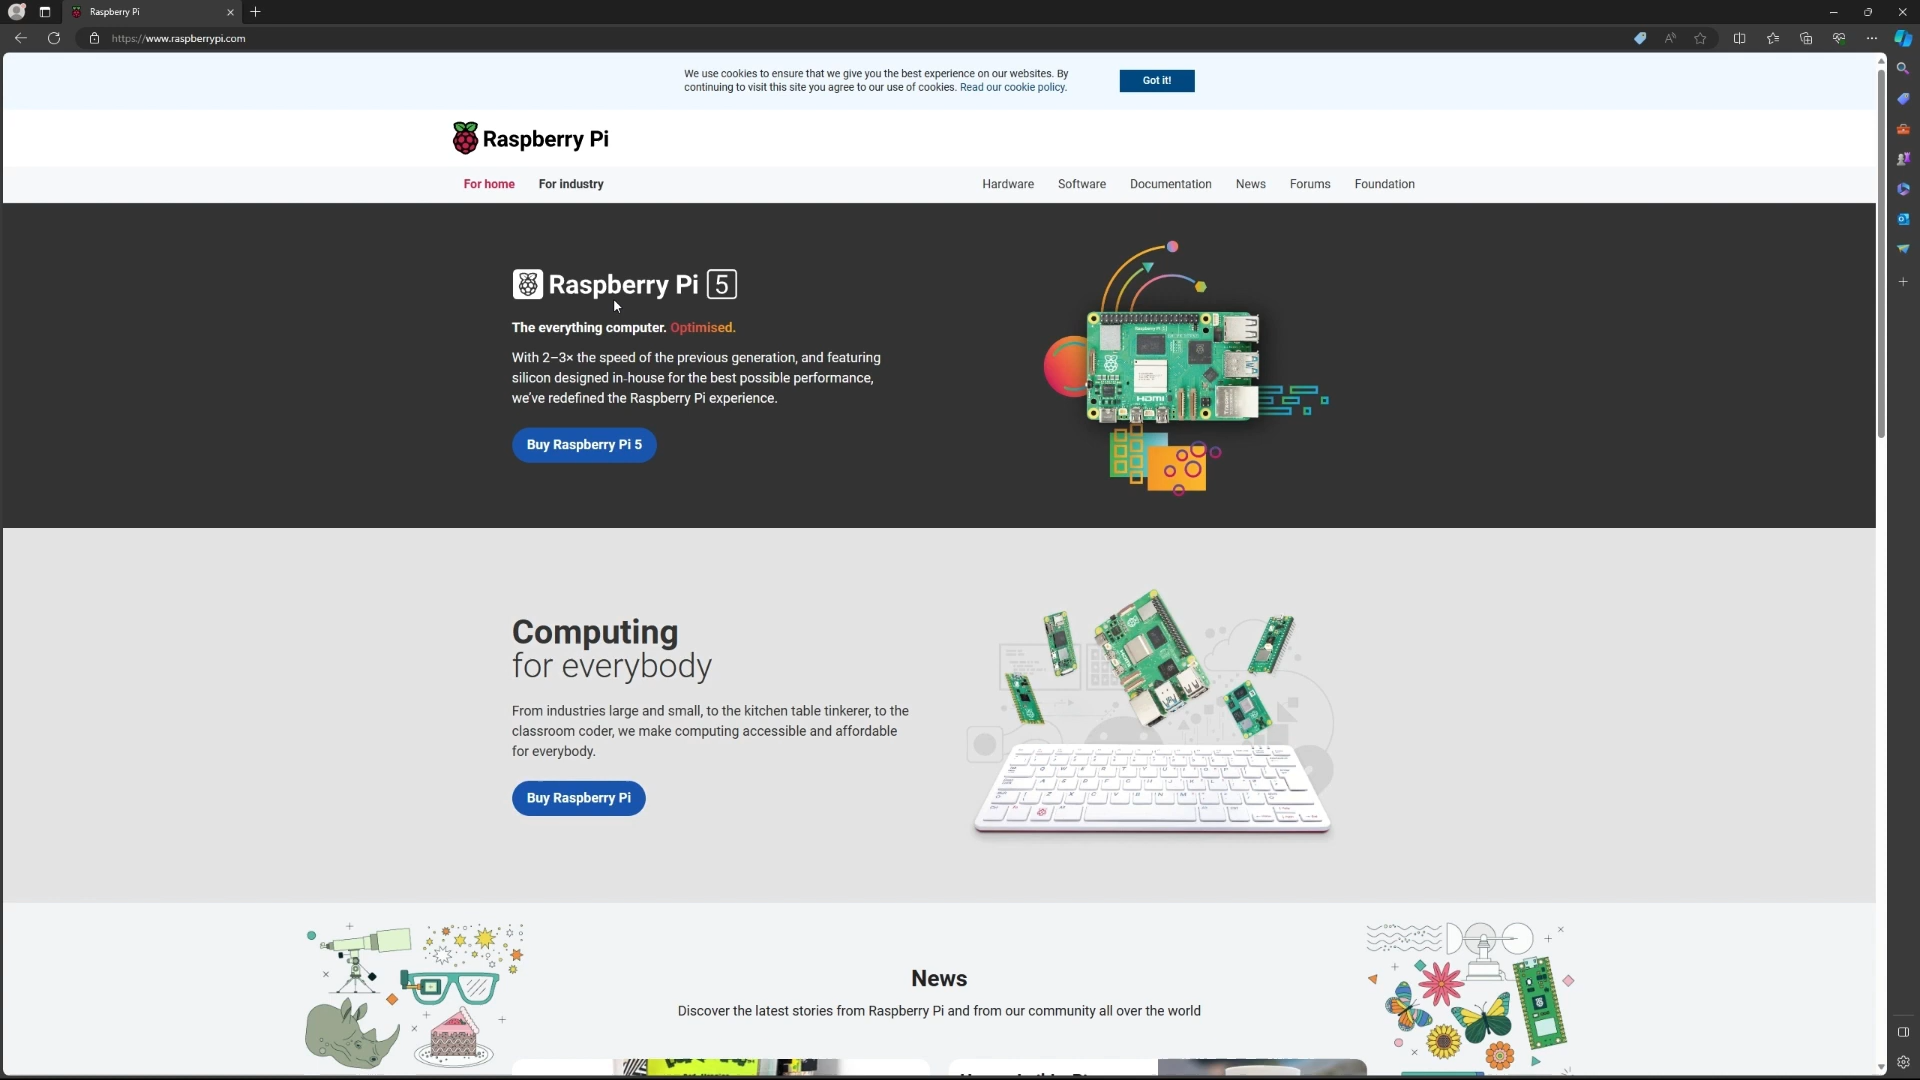 Raspberry Pi
https://www.raspberrypi.com
We use cookies to ensure that we give you the best experience on our websites. By
continuing to visit this site you agree to our use of cookies. Read our cookie policy.
Got it!
Raspberry Pi
For home
For industry
Hardware
Software
Documentation
News
Forums
Foundation
Raspberry Pi 5
The everything computer. Optimised.
With 2–3× the speed of the previous generation, and featuring
silicon designed in-house for the best possible performance,
we've redefined the Raspberry Pi experience.
Buy Raspberry Pi 5
HDMI
Computing
for everybody
From industries large and small, to the kitchen table tinkerer, to the
classroom coder, we make computing accessible and affordable
for everybody.
Buy Raspberry Pi
News
Discover the latest stories from Raspberry Pi and from our community all over the world